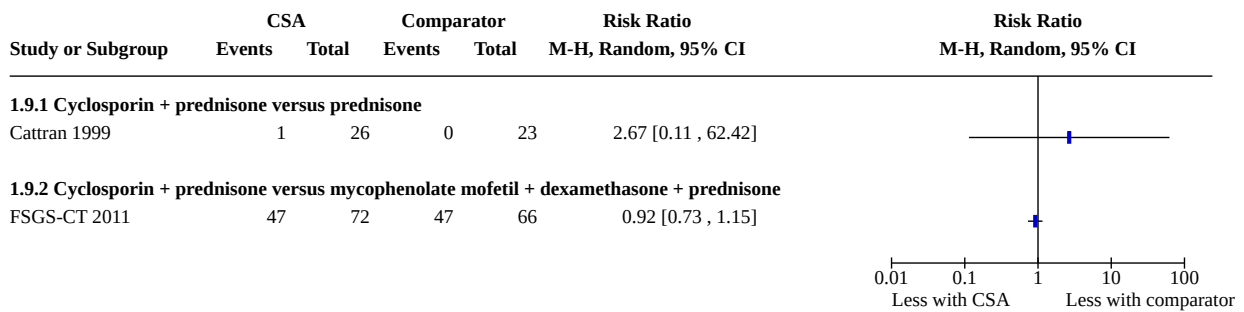 CSA Comparator Risk Ratio Risk Ratio
Study or Subgroup Events Total Events Total M-H, Random, 95% CI M-H, Random, 95% CI
1.9.1 Cyclosporin + prednisone versus prednisone
Cattran 1999 1 26 0 23 2.67 [0.11 , 62.42]
1.9.2 Cyclosporin + prednisone versus mycophenolate mofetil + dexamethasone + prednisone
FSGS-CT 2011 47 72 47 66 0.92 [0.73 , 1.15]
0.01 0.1 1 10 100
Less with CSA Less with comparator